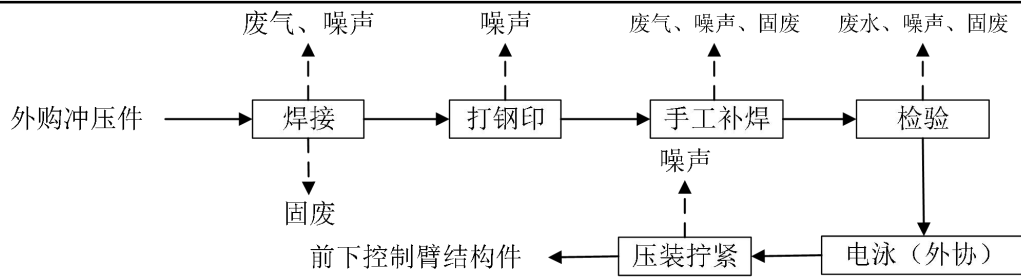 废气、噪声
噪声
废气、噪声、固废
废水、噪声、固废
外购冲压件
焊接
打钢印
手工补焊
检验
固废
噪声
前下控制臂结构件
压装拧紧
电泳（外协）